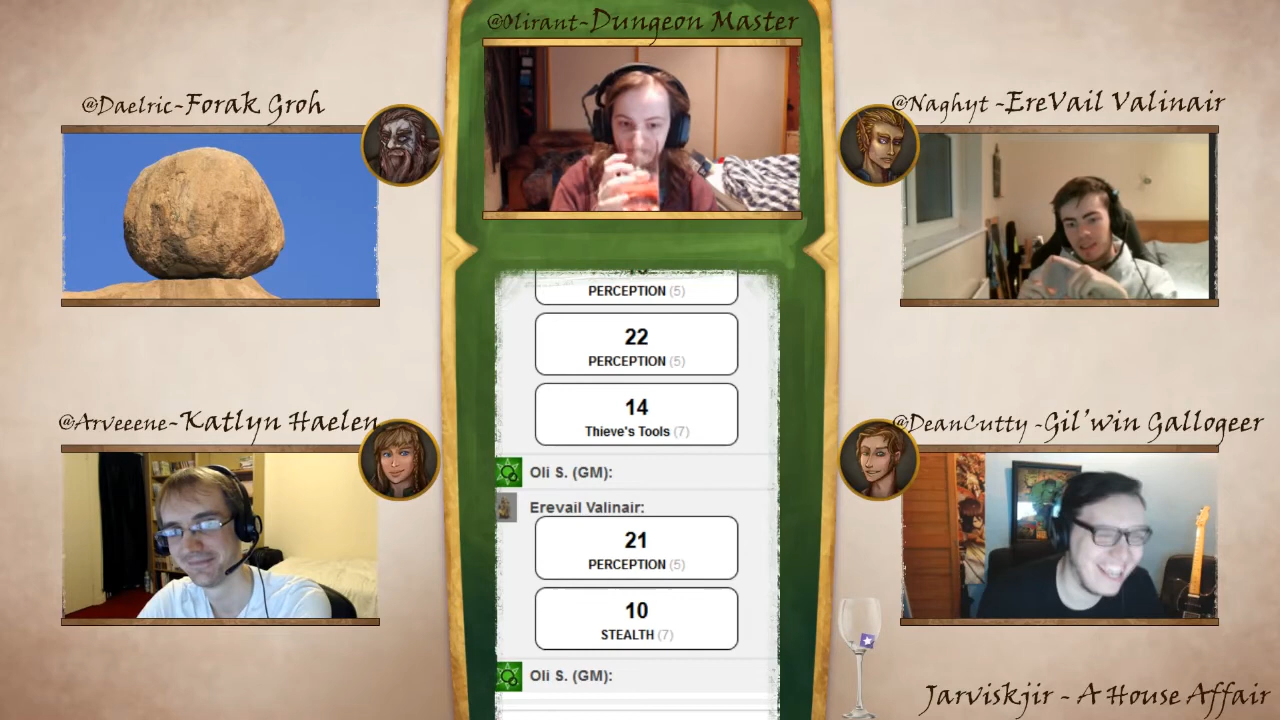 @Olirant-Dungeon Master
@Daelric-Forak Groh
@Naghyt -EreVail Valinair
PERCEPTION (5)
22
PERCEPTION (5)
14
Thieve's Tools (7)
@Arveeene-Katlyn Haelen
@DeanCutty -Gil'win Gallogeer
Oli S. (GM):
Erevail Valinair:
21
PERCEPTION (5)
10
STEALTH (7)
Oli S. (GM):
Jarviskjir - A House Affair